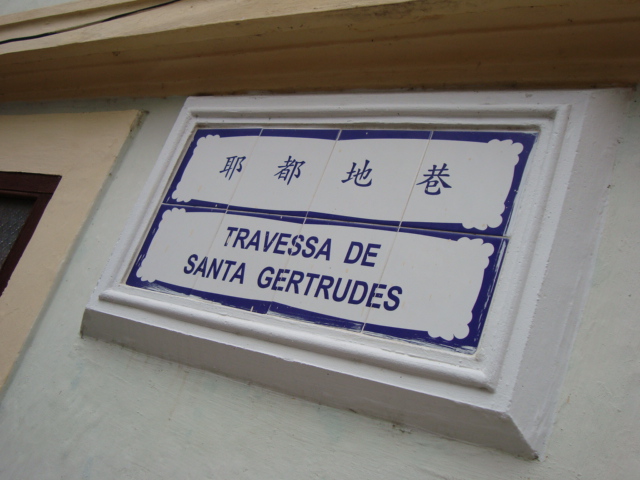 耶都地巷
TRAVESSA DE
SANTA GERTRUDES